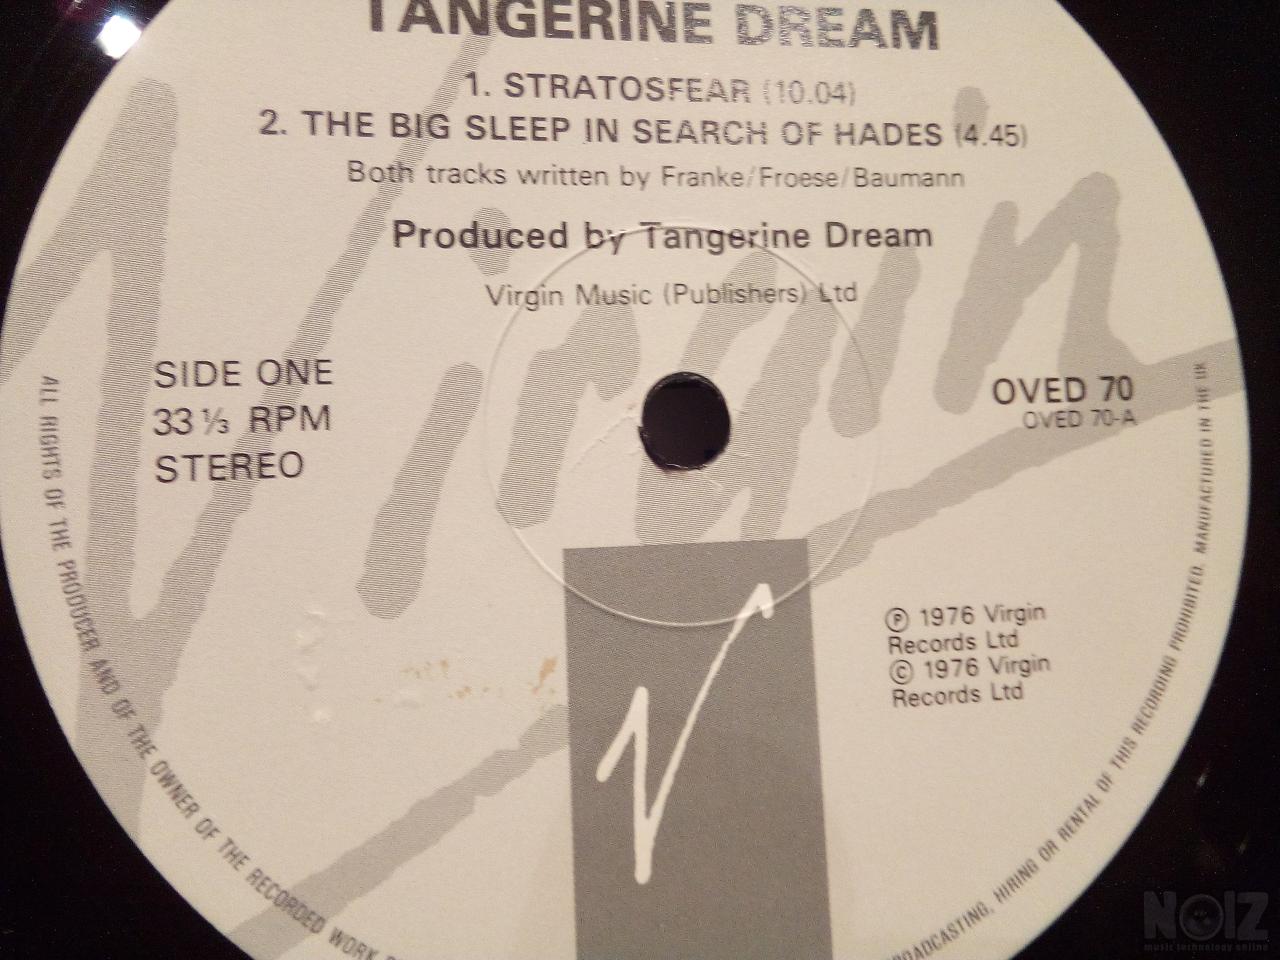 TANGERINE DREAM
1. STRATOSFEAR (10.04)
2. THE BIG SLEEP IN SEARCH OF HADES (4.45)
Both tracks written by Franke/Froese/Baumann
Produced by Tangerine Dream
Virgin Music (Publishers) Ltd
Virgin
SIDE ONE
33 ⅓ RPM
STEREO
OVED 70
OVED 70-A
℗ 1976 Virgin
Records Ltd
© 1976 Virgin
Records Ltd
ALL RIGHTS OF THE PRODUCER AND OF THE OWNER OF THE RECORDED WORK
BROADCASTING, HIRING OR RENTAL OF THIS RECORDING PROHIBITED. MANUFACTURED IN THE UK
NOIZ
music technology online